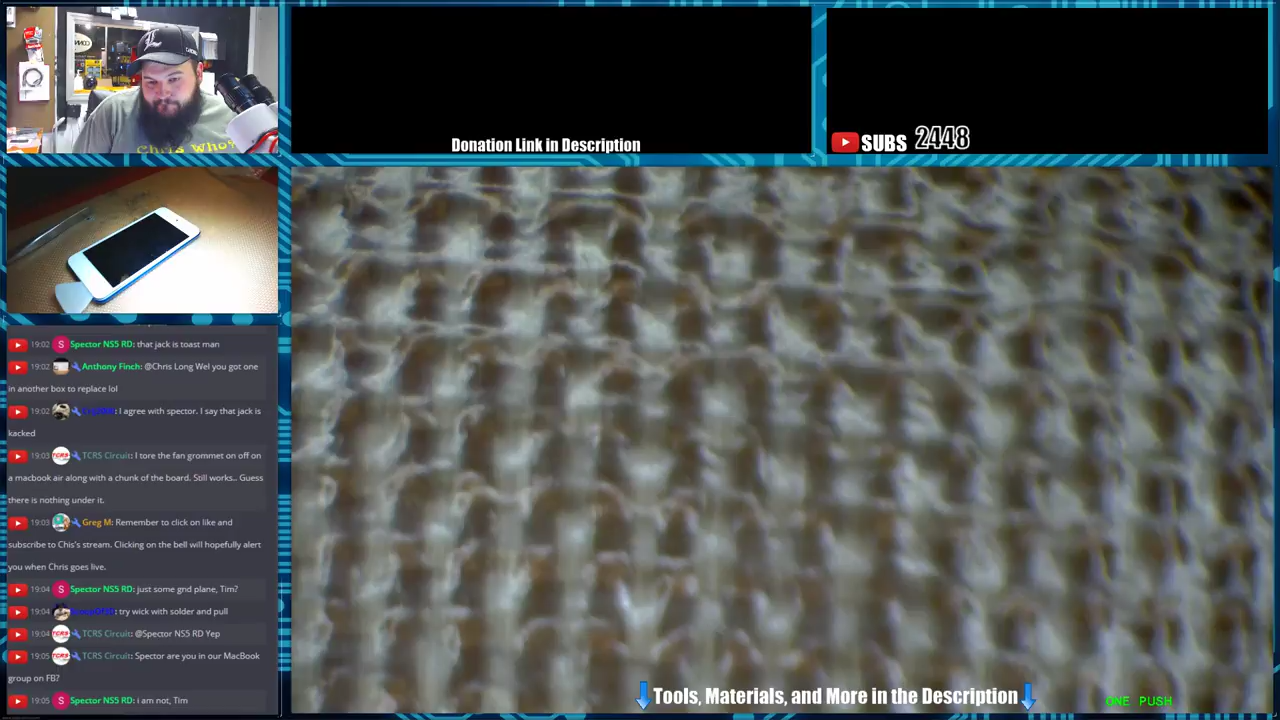 Chris Who?
Donation Link in Description
SUBS 2448
19:02 S Spector NS5 RD: that jack is toast man
19:02 Anthony Finch: @Chris Long Wel you got one
in another box to replace lol
19:02 I agree with spector. I say that jack is
kacked
19:03 TCRS Circuit: I tore the fan grommet on off on
a macbook air along with a chunk of the board. Still works.. Guess
there is nothing under it.
19:03 Greg M: Remember to click on like and
subscribe to Chis's stream. Clicking on the bell will hopefully alert
you when Chris goes live.
19:04 S Spector NS5 RD: just some gnd plane, Tim?
19:04 try wick with solder and pull
19:04 TCRS Circuit: @Spector NS5 RD Yep
19:05 TCRS Circuit: Spector are you in our MacBook
group on FB?
19:05 S Spector NS5 RD: i am not, Tim
Tools, Materials, and More in the Description
ONE PUSH